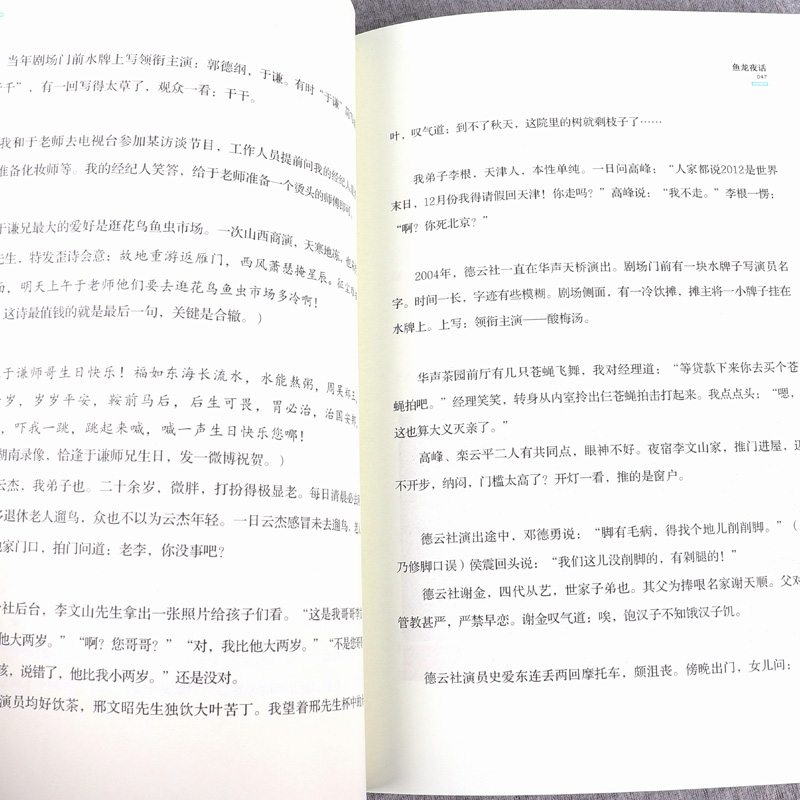 当年剧场门前水牌上写领衔主演：郭德纲，于谦。有时“于谦”
千”，有一回写得太草了，观众一看：干干。
我和于老师去电视台参加某访谈节目，工作人员提前问我的经纪人
准备化妆师等。我的经纪人笑答，给于老师准备一个烫头的师傅即可
于谦兄最大的爱好是逛花鸟鱼虫市场。一次山西商演，天寒地冻，
先生，特发歪诗会意：故地重游返雁门，西风萧瑟掩星辰。征尘
明天上午于老师他们要去逛花鸟鱼虫市场多冷啊！
这诗最值钱的就是最后一句，关键是合辙。）
于谦师哥生日快乐！福如东海长流水，水能熬粥，周吴郑王，
岁，岁岁平安，鞍前马后，后生可畏，胃必治，治国安邦
，吓我一跳，跳起来喊，喊一声生日快乐您哪！
湖南录像，恰逢于谦师兄生日，发一微博祝贺。）
云杰，我弟子也。二十余岁，微胖，打扮得极显老。每日清晨必
多退休老人遛鸟，众也不以为云杰年轻。一日云杰感冒未去遛鸟，
家门口，拍门问道：老李，你没事吧？
社后台，李文山先生拿出一张照片给孩子们看。“这是我哥哥
他大两岁。”“啊？您哥哥？”“对，我比他大两岁。”“不是您
孩，说错了，他比我小两岁。”还是没对。
演员均好饮茶，邢文昭先生独饮大叶苦丁。我望着邢先生杯中的
鱼龙夜话
047
叶，叹气道：到不了秋天，这院里的树就剩枝子了……
我弟子李根，天津人，本性单纯。一日问高峰：“人家都说2012是世界
末日，12月份我得请假回天津！你走吗？”高峰说：“我不走。”李根一愣：
“啊？你死北京？”
2004年，德云社一直在华声天桥演出。剧场门前有一块水牌子写演员名
字。时间一长，字迹有些模糊。剧场侧面，有一冷饮摊，摊主将一小牌子挂在
水牌上。上写：领衔主演——酸梅汤。
华声茶园前厅有几只苍蝇飞舞，我对经理道：“等贷款下来你去买个苍
蝇拍吧。”经理笑笑，转身从内室拎出仨苍蝇拍击打起来。我点点头：“嗯，
这也算大义灭亲了。”
高峰、栾云平二人有共同点，眼神不好。夜宿李文山家，推门进屋，迈
不开步，纳闷，门槛太高了？开灯一看，推的是窗户。
德云社演出途中，邓德勇说：“脚有毛病，得找个地儿削削脚。”（
乃修脚口误）侯震回头说：“我们这儿没削脚的，有剁腿的！”
德云社谢金，四代从艺，世家子弟也。其父为捧哏名家谢天顺。父对
管教甚严，严禁早恋。谢金叹气道：唉，饱汉子不知饿汉子饥。
德云社演员史爱东连丢两回摩托车，颇沮丧。傍晚出门，女儿问：